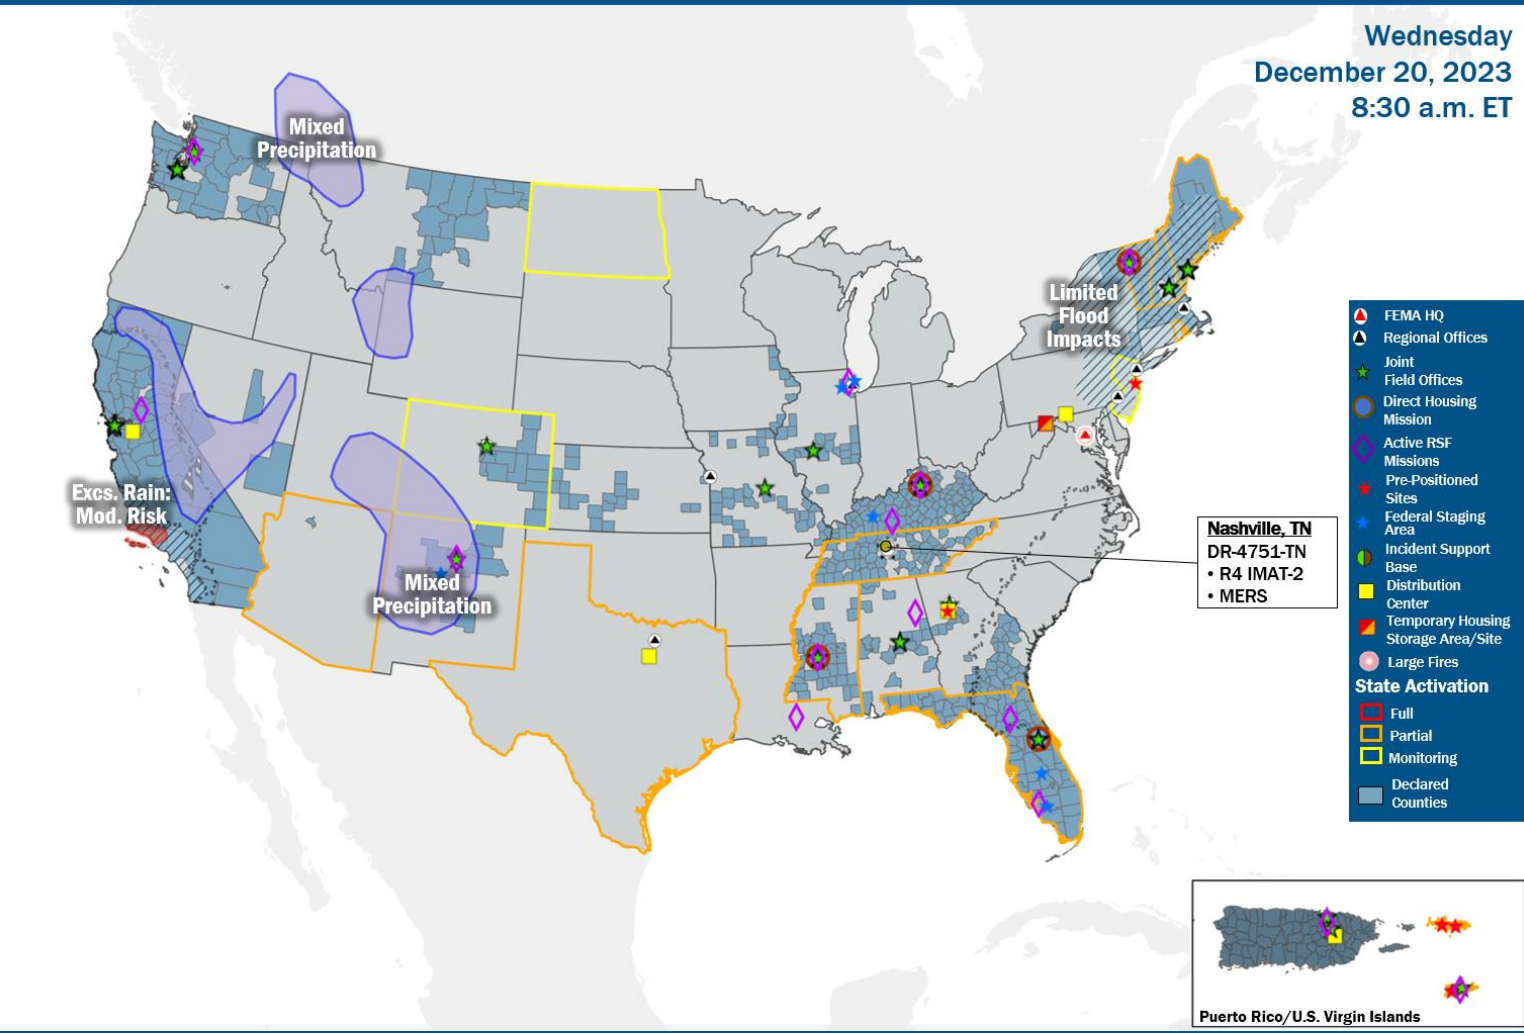 Wednesday
December 20, 2023
8:30 a.m. ET
Mixed
Precipitation
Limited
Flood
Impacts
Excs. Rain:
Mod. Risk
Mixed
Precipitation
Nashville, TN
DR-4751-TN
• R4 IMAT-2
• MERS
FEMA HQ
Regional Offices
Joint
Field Offices
Direct Housing
Mission
Active RSF
Missions
Pre-Positioned
Sites
Federal Staging
Area
Incident Support
Base
Distribution
Center
Temporary Housing
Storage Area/Site
Large Fires
State Activation
Full
Partial
Monitoring
Declared
Counties
Puerto Rico/U.S. Virgin Islands